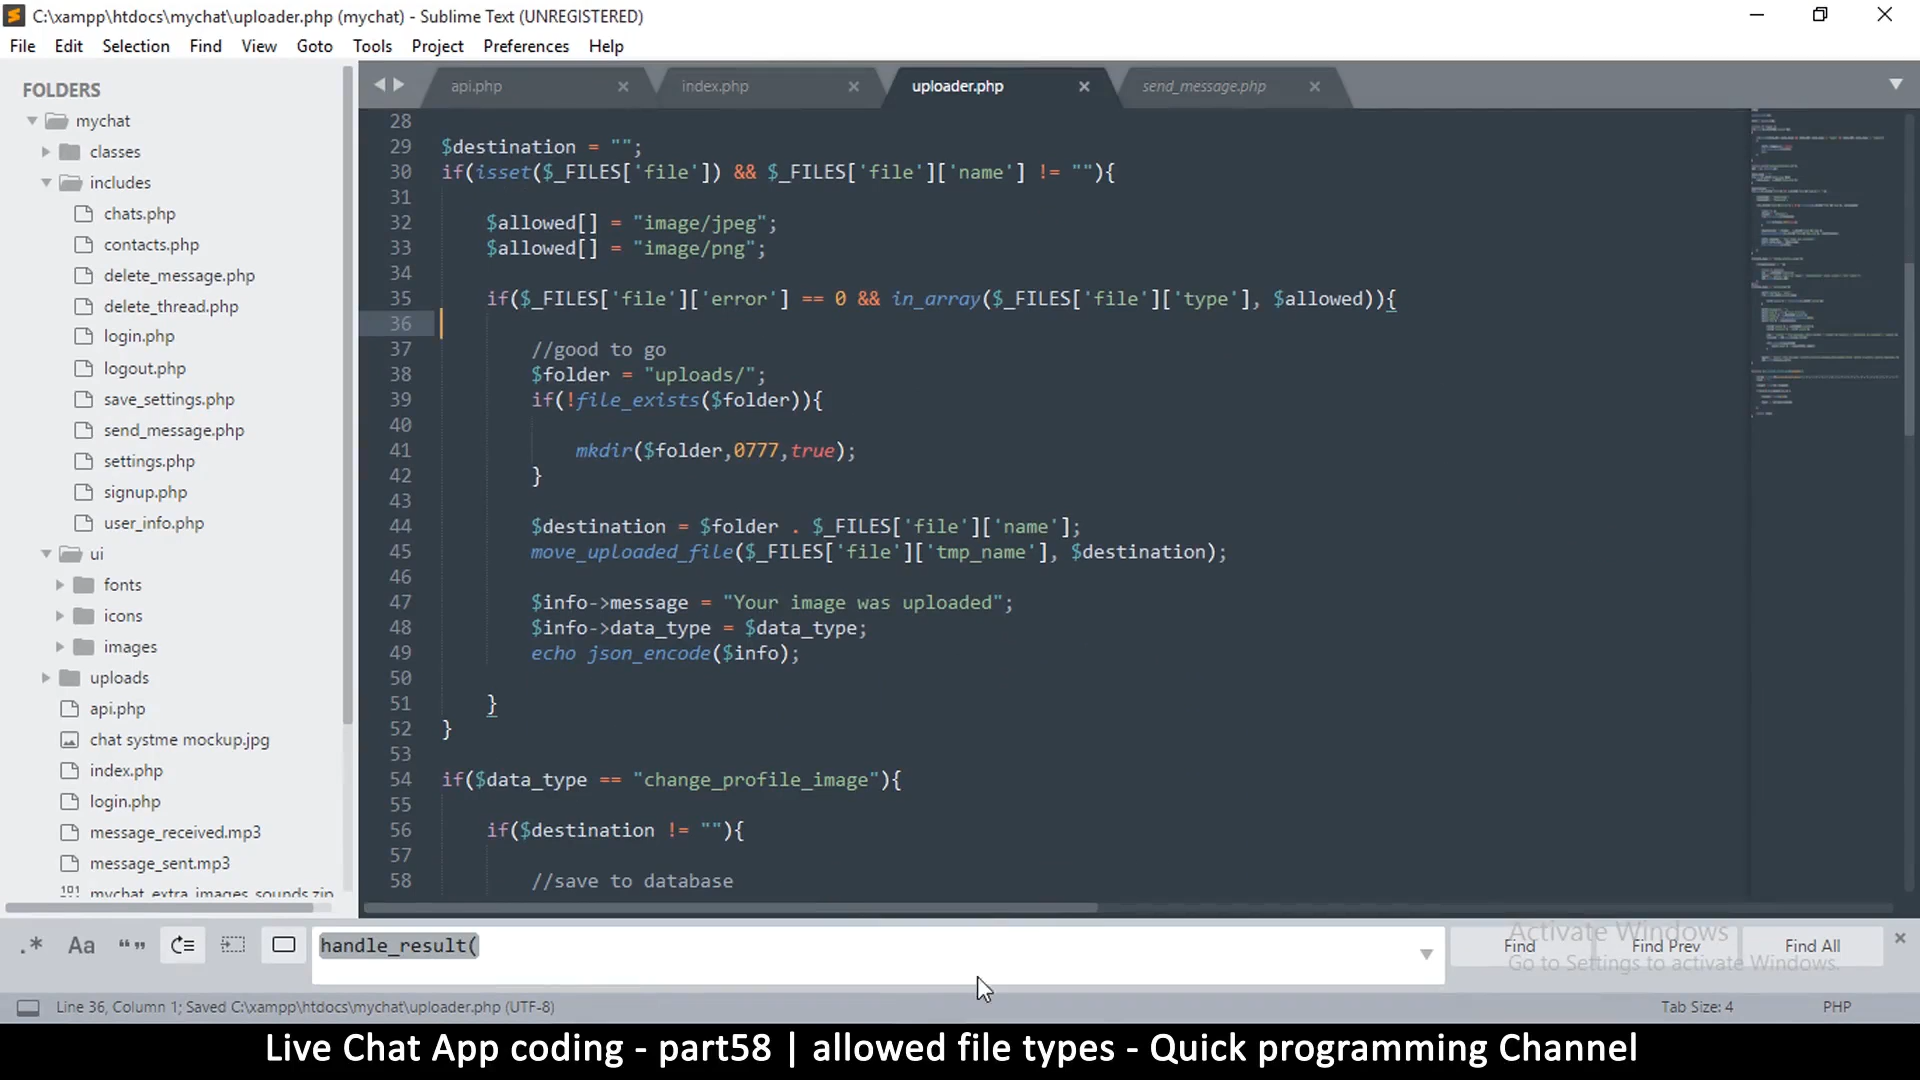 C:\xampp\htdocs\mychat\uploader.php (mychat) - Sublime Text (UNREGISTERED)
File Edit Selection Find View Goto Tools Project Preferences Help
FOLDERS
mychat
classes
includes
chats.php
contacts.php
delete_message.php
delete_thread.php
login.php
logout.php
save_settings.php
send_message.php
settings.php
signup.php
user_info.php
ui
fonts
icons
images
uploads
api.php
chat systme mockup.jpg
index.php
login.php
message_received.mp3
message_sent.mp3
mychat_extra_images_sounds.zip
api.php index.php uploader.php send_message.php
28
29 $destination = "";
30 if(isset($_FILES['file']) && $_FILES['file']['name'] != ""){
31
32 $allowed[] = "image/jpeg";
33 $allowed[] = "image/png";
34
35 if($_FILES['file']['error'] == 0 && in_array($_FILES['file']['type'], $allowed)){
36
37 //good to go
38 $folder = "uploads/";
39 if(!file_exists($folder)){
40
41 mkdir($folder,0777,true);
42 }
43
44 $destination = $folder . $_FILES['file']['name'];
45 move_uploaded_file($_FILES['file']['tmp_name'], $destination);
46
47 $info->message = "Your image was uploaded";
48 $info->data_type = $data_type;
49 echo json_encode($info);
50
51 }
52 }
53
54 if($data_type == "change_profile_image"){
55
56 if($destination != ""){
57
58 //save to database
.* Aa “ ” handle_result( Find Find Prev Find All
Activate Windows
Go to Settings to activate Windows.
Line 36, Column 1; Saved C:\xampp\htdocs\mychat\uploader.php (UTF-8) Tab Size: 4 PHP
Live Chat App coding - part58 | allowed file types - Quick programming Channel